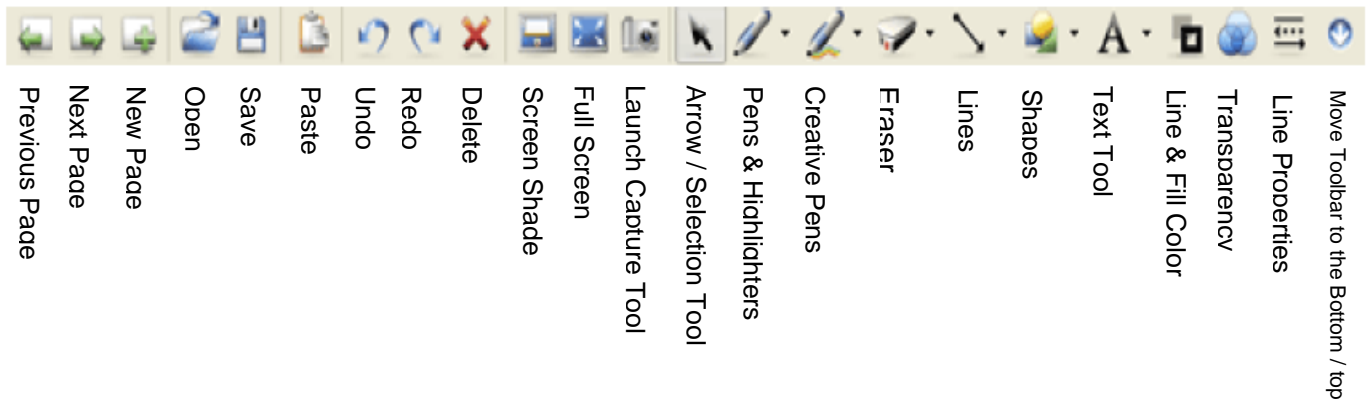 Previous Page
Next Page
New Page
Open
Save
Paste
Undo
Redo
Delete
Screen Shade
Full Screen
Launch Capture Tool
Arrow / Selection Tool
Pens & Highlighters
Creative Pens
Eraser
Lines
Shapes
Text Tool
Line & Fill Color
Transparency
Line Properties
Move Toolbar to the Bottom / top